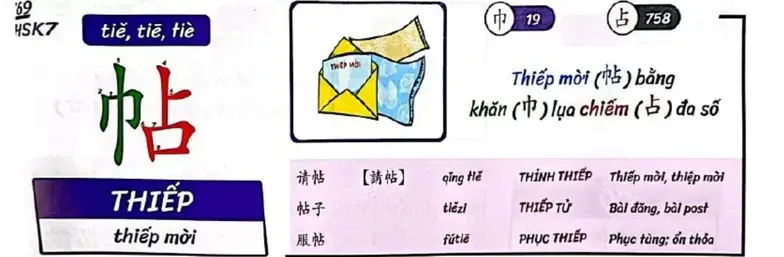 69
HSK7
tiě, tiē, tiè
帖
THIẾP
thiếp mời
THIẾP MỜI
巾 19
占 758
Thiếp mời (帖) bằng
khăn (巾) lụa chiếm (占) đa số
请帖 【請帖】 qǐng tiě THỈNH THIẾP Thiếp mời, thiệp mời
帖子 tiězi THIẾP TỬ Bài đăng, bài post
服帖 fútiē PHỤC THIẾP Phục tùng; ổn thỏa